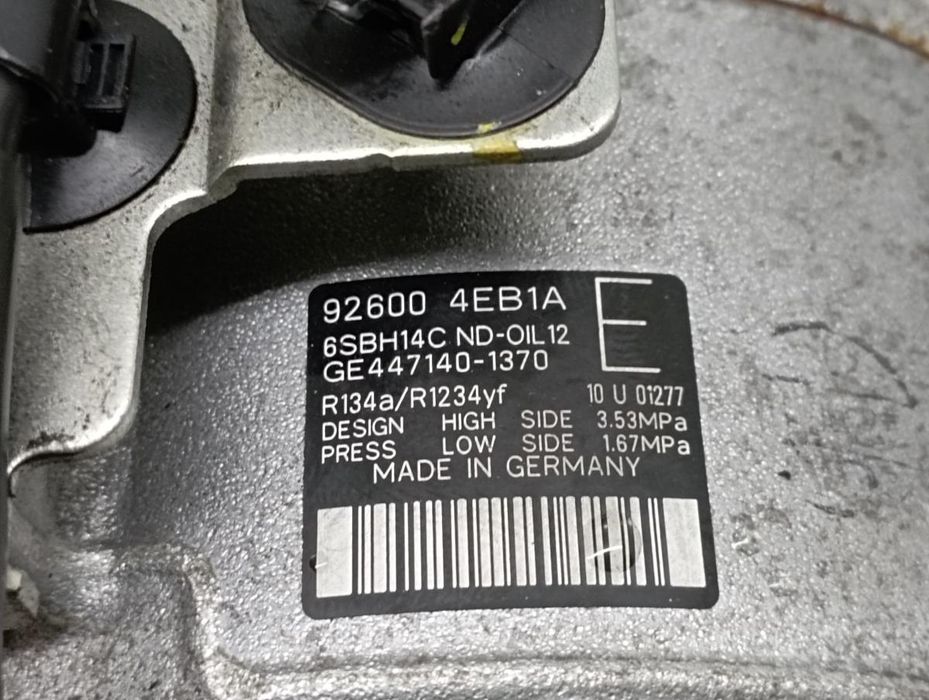 92600 4EB1A E
6SBH14C ND-OIL12
GE447140-1370
R134a/R1234yf 10 U 01277
DESIGN HIGH SIDE 3.53MPa
PRESS LOW SIDE 1.67MPa
MADE IN GERMANY